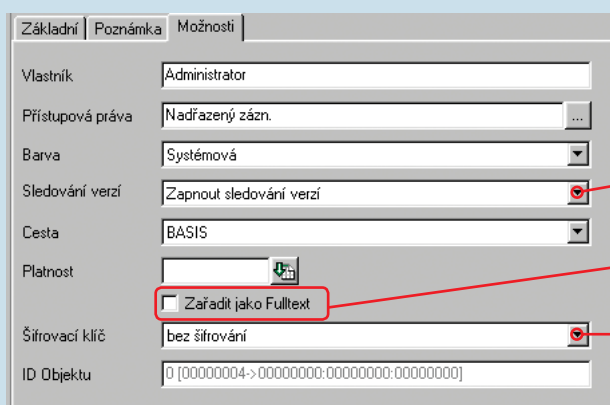 Základní Poznámka Možnosti
Vlastník Administrator
Přístupová práva Nadřazený zázn. ...
Barva Systémová
Sledování verzí Zapnout sledování verzí
Cesta BASIS
Platnost
Zařadit jako Fulltext
Šifrovací klíč bez šifrování
ID Objektu 0 [00000004->00000000:00000000:00000000]